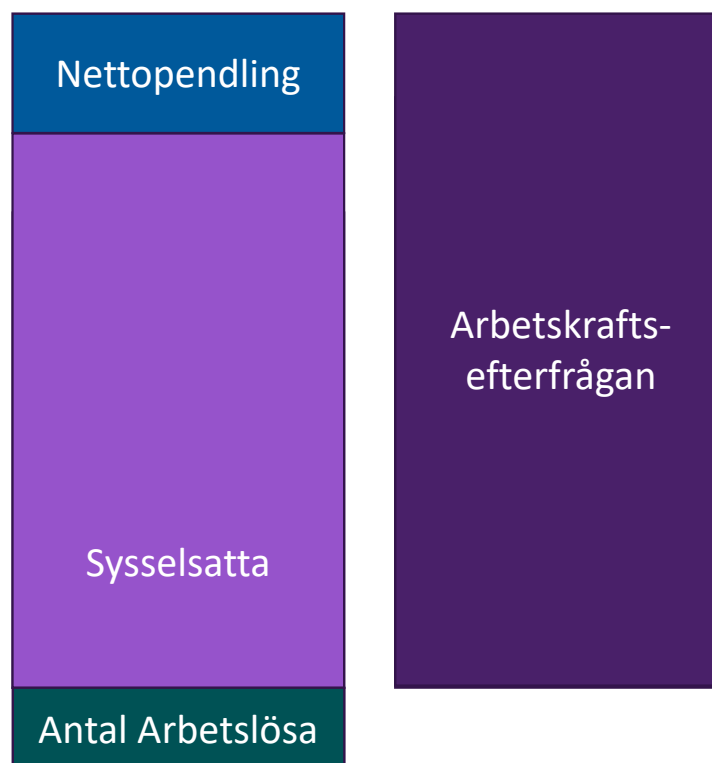 Nettopendling
Sysselsatta
Antal Arbetslösa
Arbetskrafts-
efterfrågan